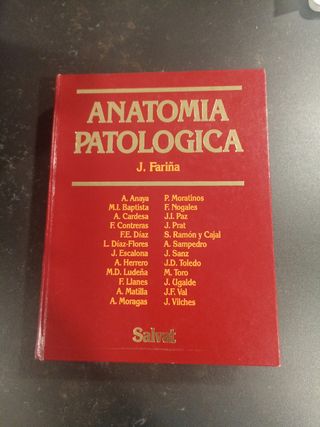 ANATOMIA
PATOLOGICA
J. Fariña
A. Anaya
M.I. Baptista
A. Cardesa
F. Contreras
F.E. Díaz
L. Díaz-Flores
J. Escalona
A. Herrero
M.D. Ludeña
F. Llanes
A. Matilla
A. Moragas
P. Moratinos
F. Nogales
J.I. Paz
J. Prat
S. Ramón y Cajal
A. Sampedro
J. Sanz
J.D. Toledo
M. Toro
J. Ugalde
J.F. Val
J. Vilches
Salvat